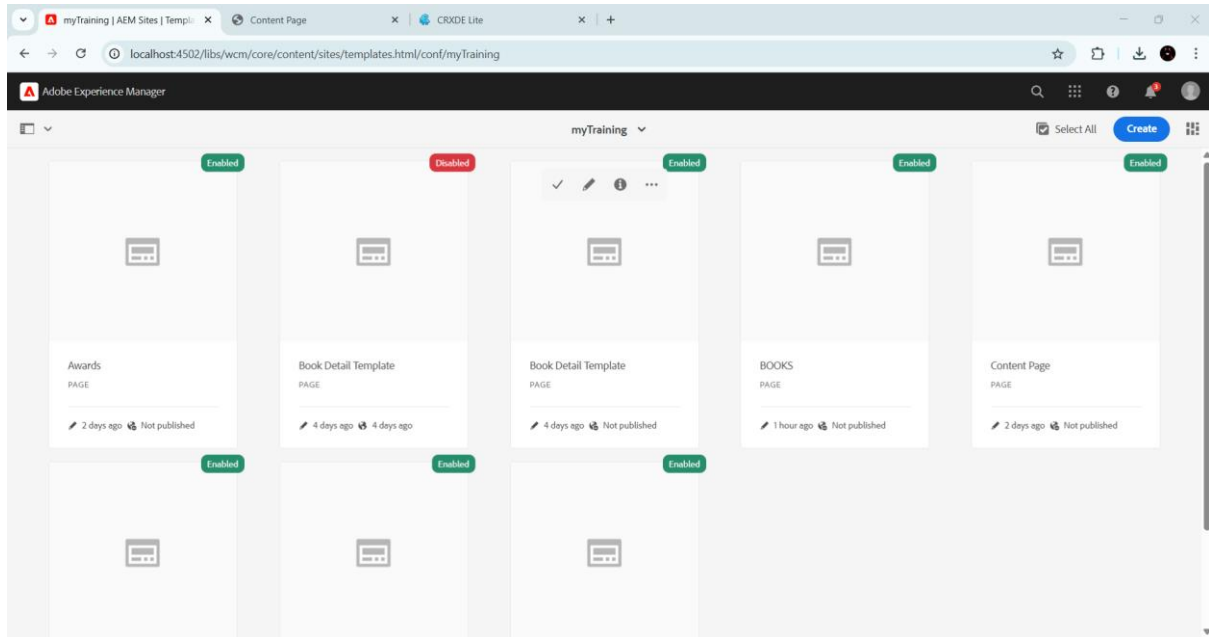 myTraining | AEM Sites | Templa
Content Page
CRXDE Lite
localhost:4502/libs/wcm/core/content/sites/templates.html/conf/myTraining
Adobe Experience Manager
3
myTraining
Select All
Create
Enabled
Disabled
Enabled
Enabled
Enabled
Awards
PAGE
2 days ago Not published
Book Detail Template
PAGE
4 days ago 4 days ago
Book Detail Template
PAGE
4 days ago Not published
BOOKS
PAGE
1 hour ago Not published
Content Page
PAGE
2 days ago Not published
Enabled
Enabled
Enabled